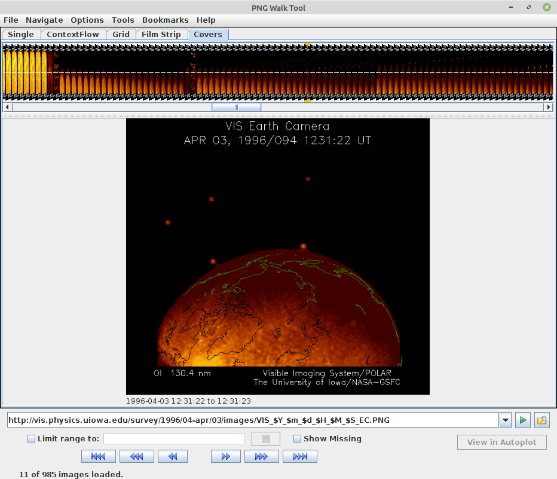 PNG Walk Tool
File Navigate Options Tools Bookmarks Help
Single ContextFlow Grid Film Strip Covers
VIS Earth Camera
APR 03, 1996/094 1231:22 UT
OI 130.4 nm
Visible Imaging System/POLAR
The University of Iowa/NASA-GSFC
1996-04-03 12:31:22 to 12:31:23
http://vis.physics.uiowa.edu/survey/1996/04-apr/03/images/VIS_$Y_$m_$d_$H_$M_$S_EC.PNG
Limit range to: Show Missing
View in Autoplot
11 of 985 images loaded.